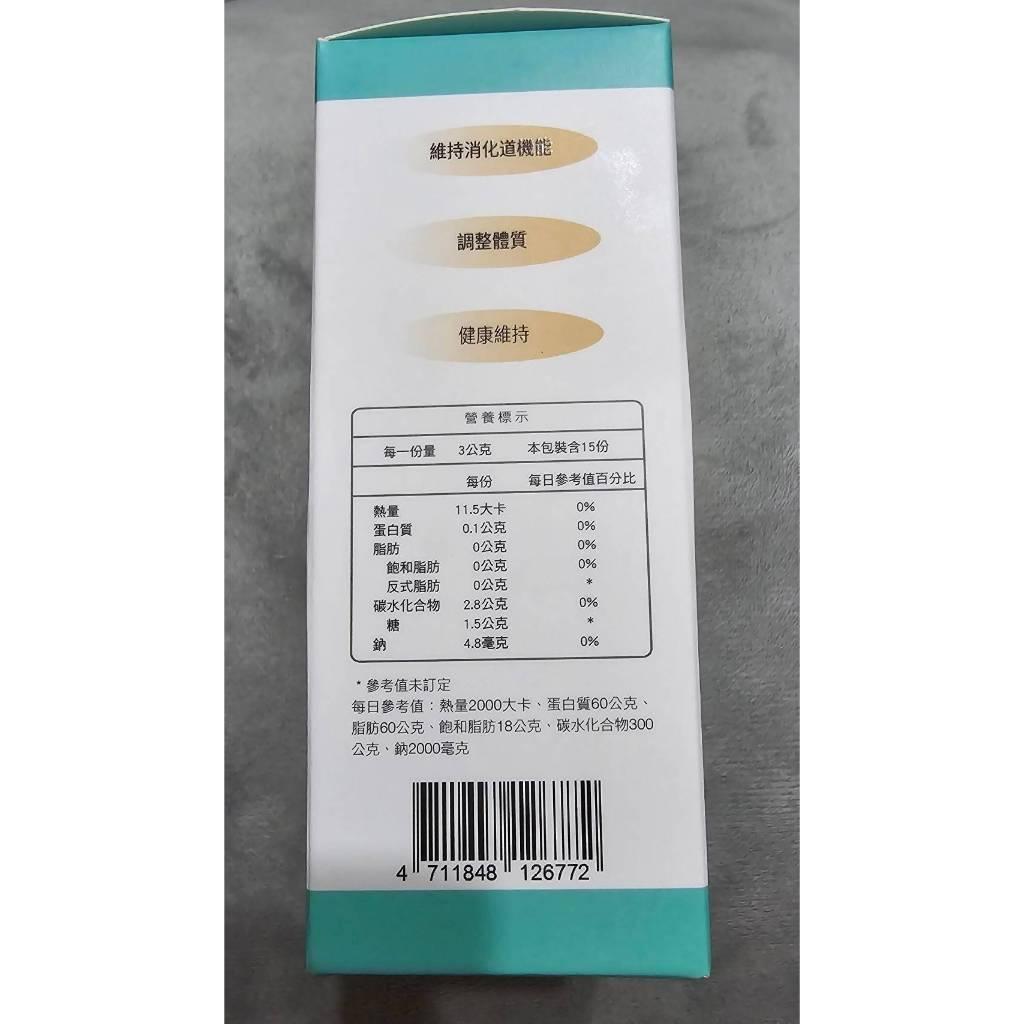 維持消化道機能
調整體質
健康維持
營養標示
每一份量 3公克 本包裝含15份
每份 每日參考值百分比
熱量 11.5大卡 0%
蛋白質 0.1公克 0%
脂肪 0公克 0%
飽和脂肪 0公克 0%
反式脂肪 0公克 *
碳水化合物 2.8公克 0%
糖 1.5公克 *
鈉 4.8毫克 0%
* 參考值未訂定
每日參考值：熱量2000大卡、蛋白質60公克、
脂肪60公克、飽和脂肪18公克、碳水化合物300
公克、鈉2000毫克
4 711848 126772